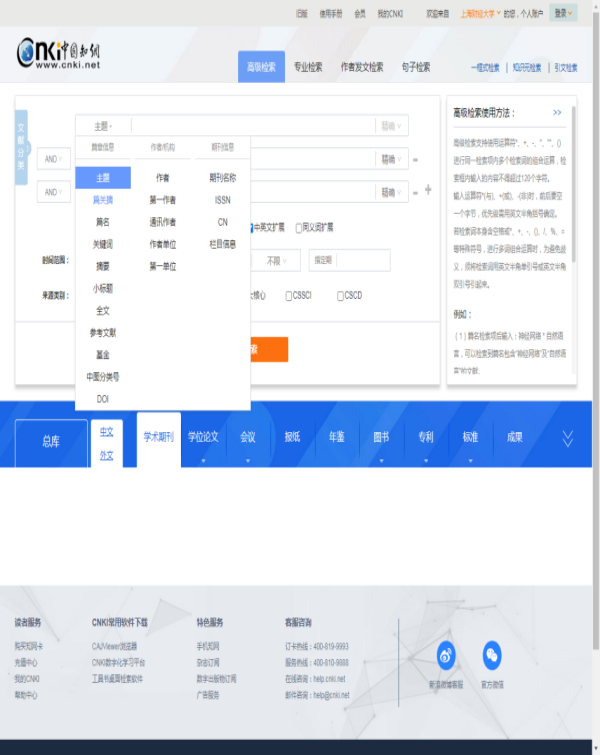 旧版 使用手册 会员 我的CNKI 欢迎来自 上海财经大学 的您，个人账户 登录
Cnki中国知网
www.cnki.net
高级检索 专业检索 作者发文检索 句子检索 一框式检索 | 知识元检索 | 引文检索
文献分类
主题 精确
AND 精确
AND 精确
篇章信息 作者/机构 期刊信息
主题 作者 期刊名称
篇关摘 第一作者 ISSN
篇名 通讯作者 CN
关键词 作者单位 栏目信息
摘要 第一单位
小标题
全文
参考文献
基金
中图分类号
DOI
中英文扩展 同义词扩展
时间范围： 不限 指定期
来源类别： 核心 CSSCI CSCD
索
高级检索使用方法： >>
高级检索支持使用运算符*、+、-、''、""、()
进行同一检索项内多个检索词的组合运算，检
索框内输入的内容不得超过120个字符。
输入运算符*(与)、+(或)、-(非)时，前后要空
一个字节，优先级需用英文半角括号确定。
若检索词本身含空格或*、+、-、()、/、%、=
等特殊符号，进行多词组合运算时，为避免歧
义，须将检索词用英文半角单引号或英文半角
双引号引起来。
例如：
（1）篇名检索项后输入：神经网络 * 自然语
言，可以检索到篇名包含"神经网络"及"自然语
言"的文献.
总库 中文 外文 学术期刊 学位论文 会议 报纸 年鉴 图书 专利 标准 成果
读者服务 CNKI常用软件下载 特色服务 客服咨询
购买知网卡 CAJViewer浏览器 手机知网 订卡热线：400-819-9993
充值中心 CNKI数字化学习平台 杂志订阅 服务热线：400-810-9888
我的CNKI 工具书桌面检索软件 数字出版物订阅 在线咨询：help.cnki.net
帮助中心 广告服务 邮件咨询：help@cnki.net
新浪微博客服 官方微信